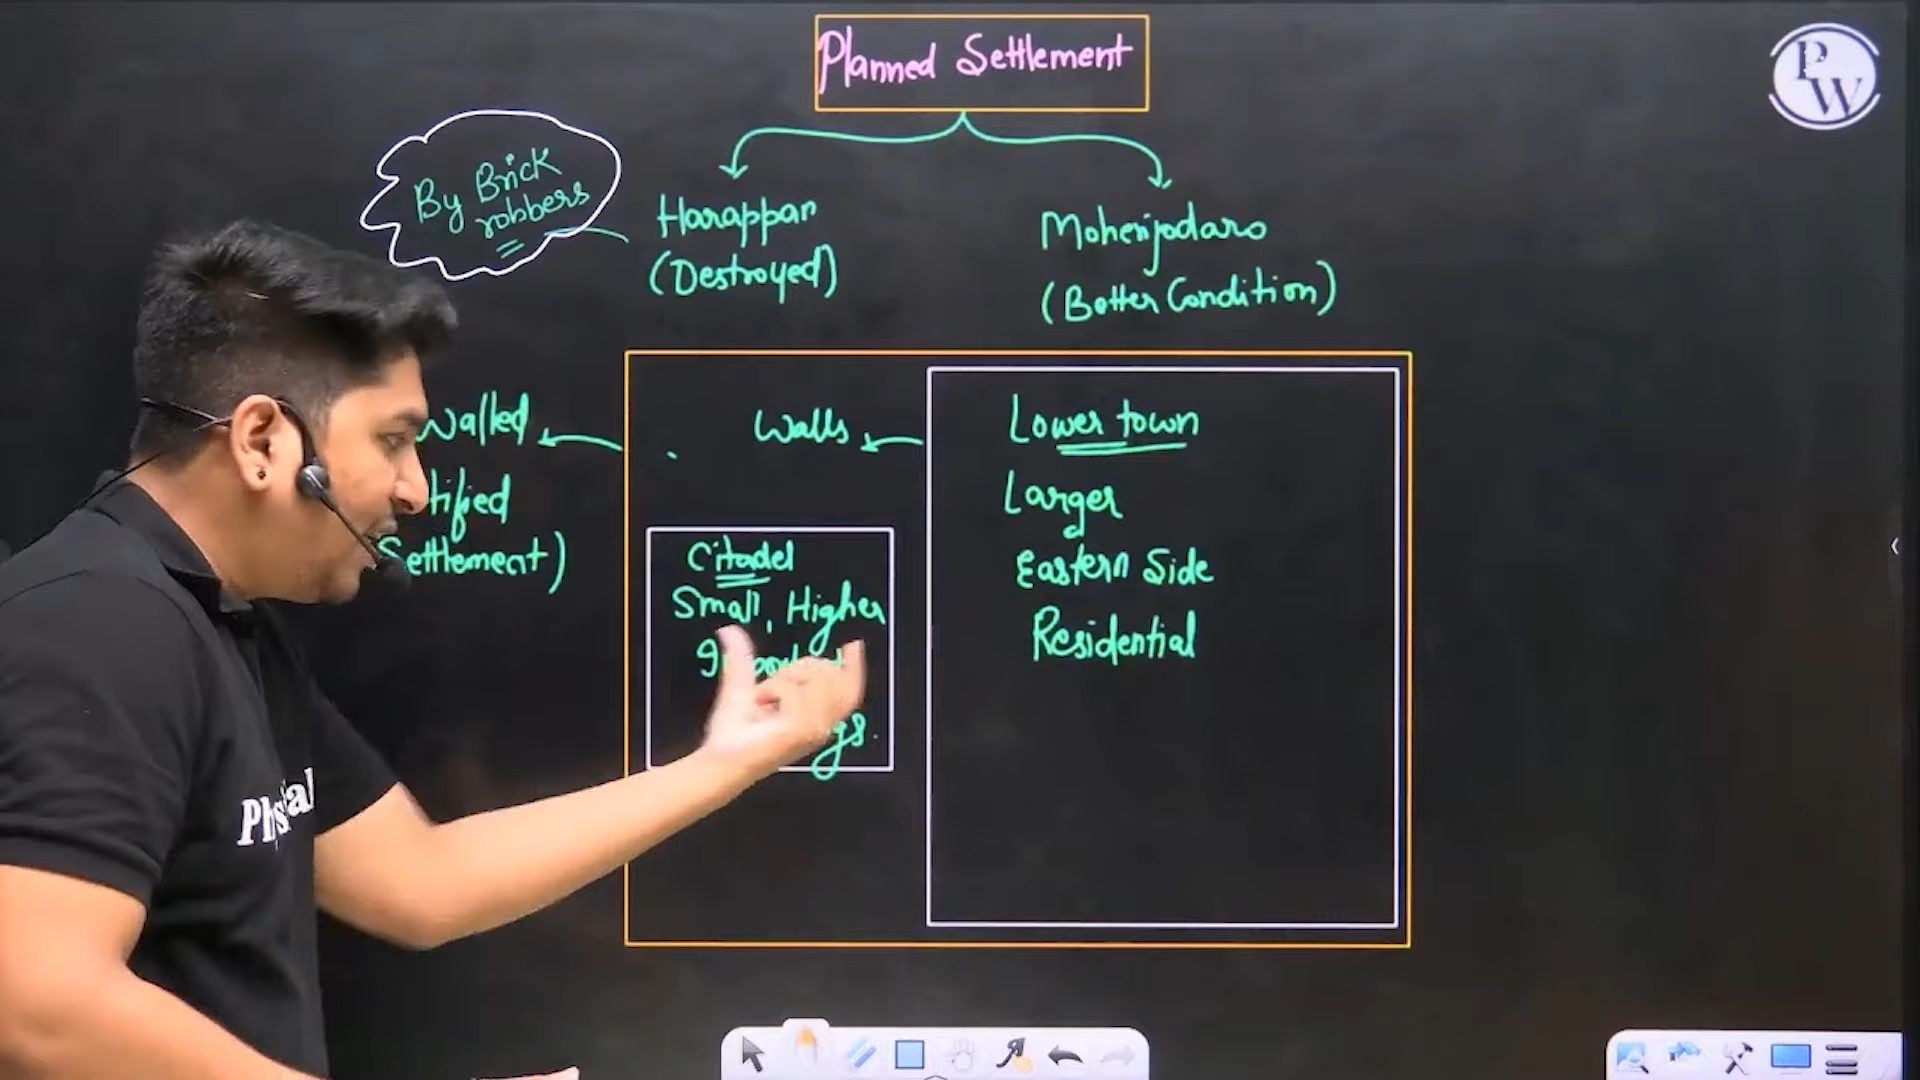 Planned Settlement
PW
By Brick
robbers
Harappan
(Destroyed)
Mohenjodaro
(Better Condition)
Walled
Settlement)
Walls
Lower town
Larger
Eastern Side
Residential
Citadel
Small, Higher